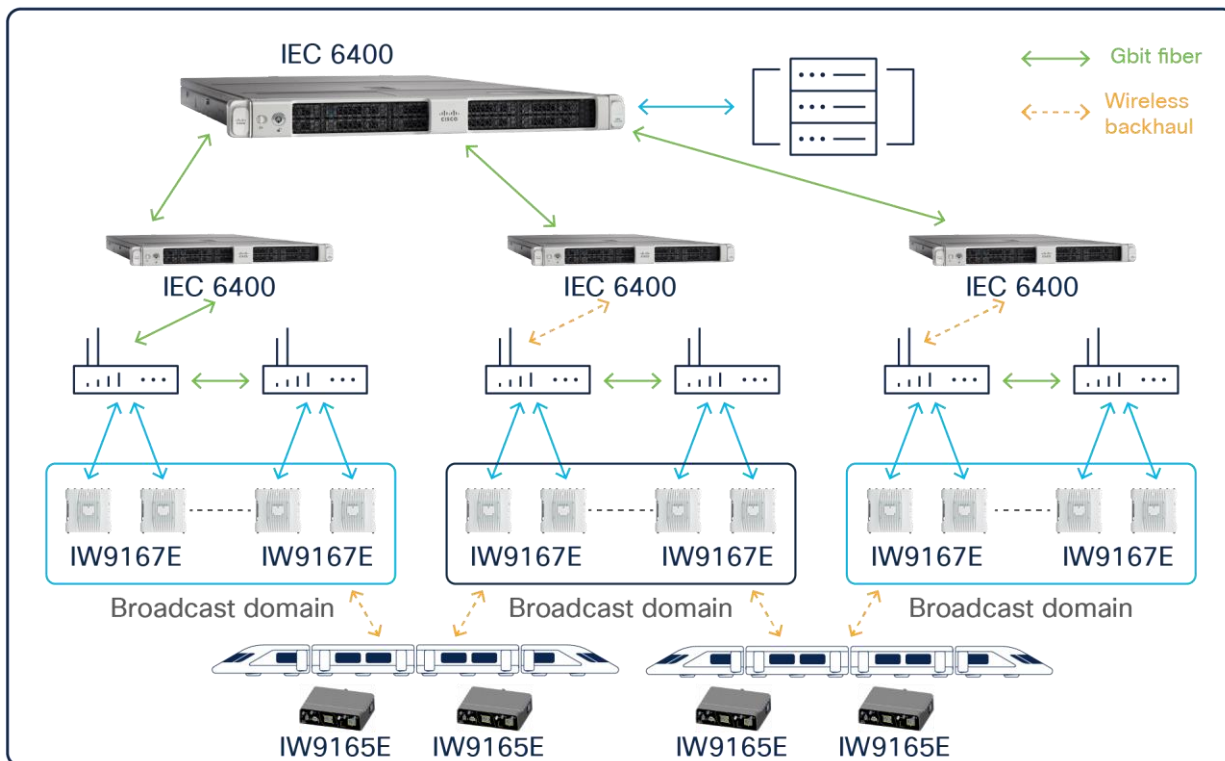 IEC 6400
Gbit fiber
Wireless
backhaul
CISCO
IEC 6400
IEC 6400
IEC 6400
IW9167E
IW9167E
IW9167E
IW9167E
IW9167E
IW9167E
Broadcast domain
Broadcast domain
Broadcast domain
IW9165E
IW9165E
IW9165E
IW9165E